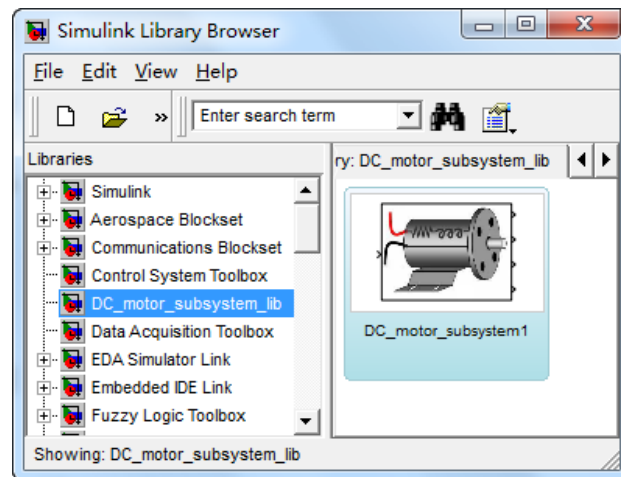 Simulink Library Browser
File Edit View Help
» Enter search term
Libraries
ry: DC_motor_subsystem_lib
Simulink
Aerospace Blockset
Communications Blockset
Control System Toolbox
DC_motor_subsystem_lib
Data Acquisition Toolbox
EDA Simulator Link
Embedded IDE Link
Fuzzy Logic Toolbox
DC_motor_subsystem1
Showing: DC_motor_subsystem_lib